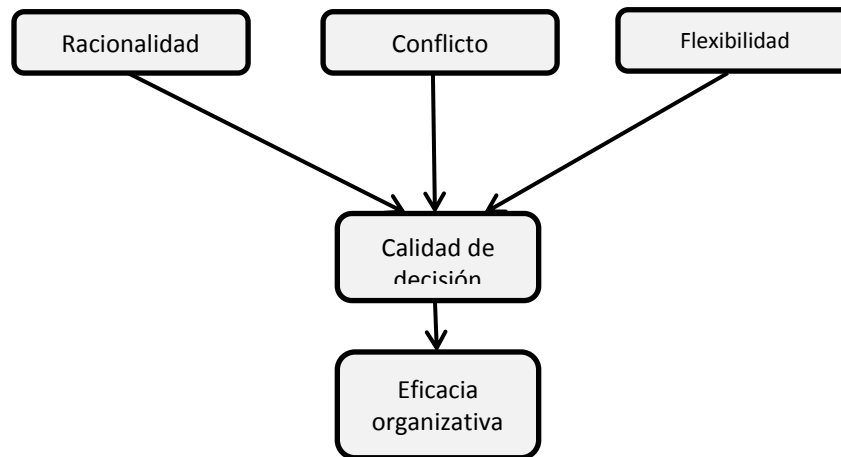 Racionalidad
Conflicto
Flexibilidad
Calidad de
decisión
Eficacia
organizativa